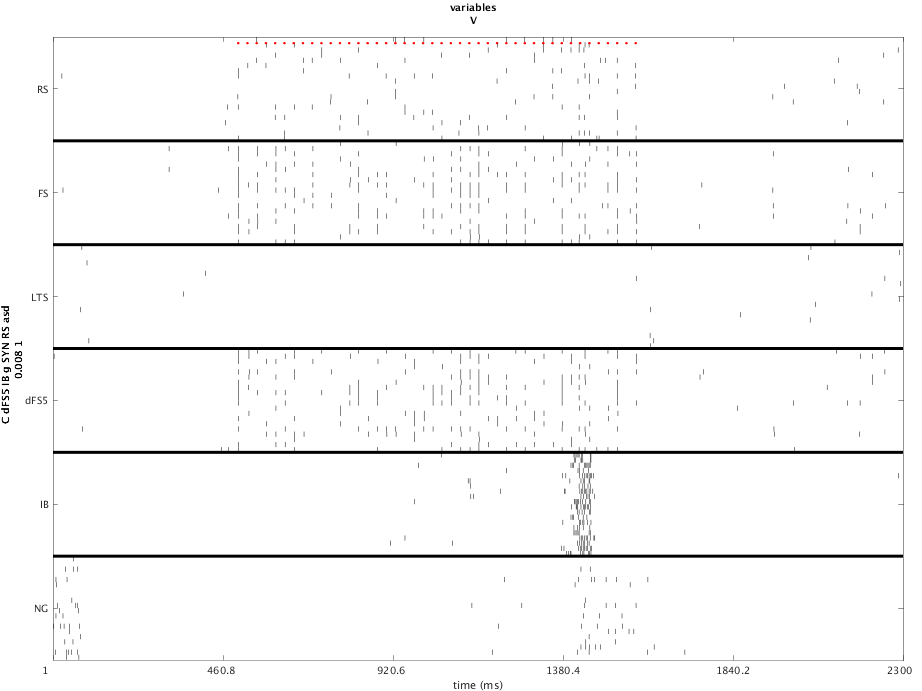 variables
V
RS
FS
LTS
dFS5
IB
NG
C dFS5 IB g SYN RS asd
0.008 1
1 460.8 920.6 1380.4 1840.2 2300
time (ms)